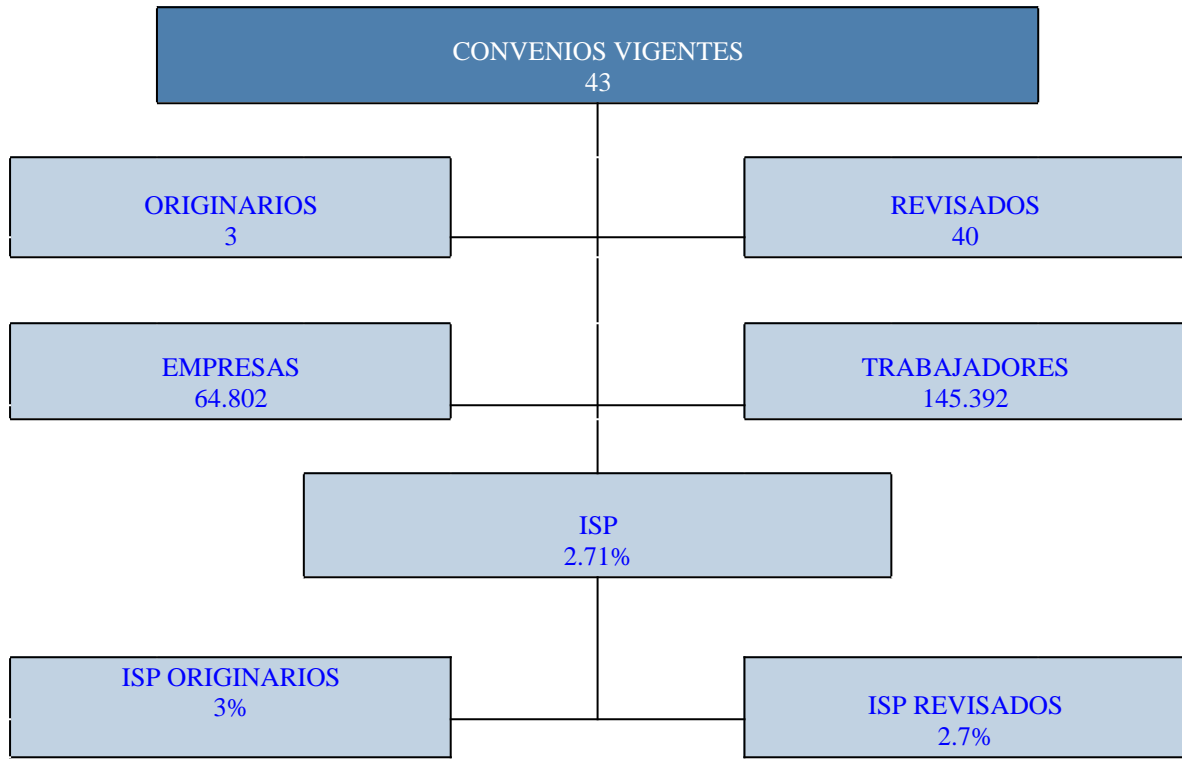 CONVENIOS VIGENTES
43
ORIGINARIOS
3
REVISADOS
40
EMPRESAS
64.802
TRABAJADORES
145.392
ISP
2.71%
ISP ORIGINARIOS
3%
ISP REVISADOS
2.7%